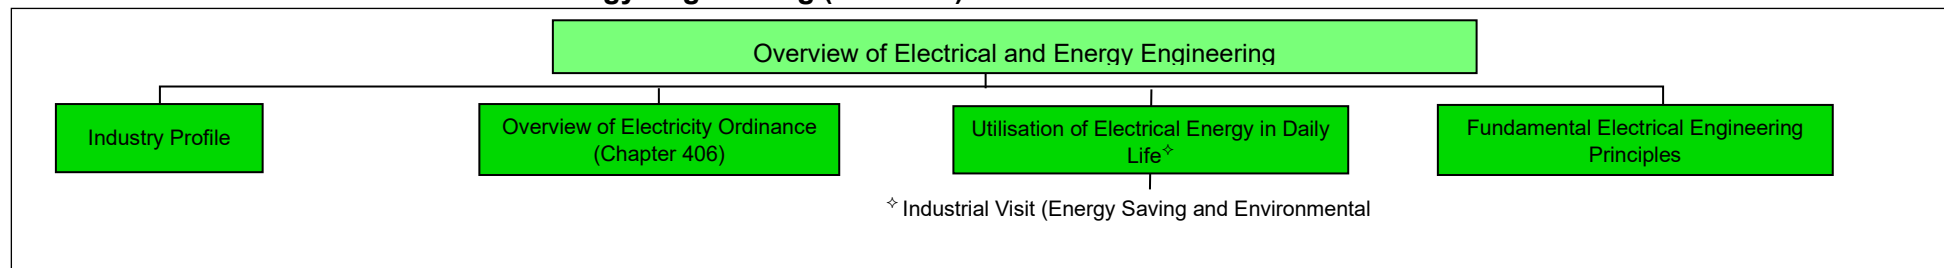 Overview of Electrical and Energy Engineering
Industry Profile
Overview of Electricity Ordinance
(Chapter 406)
Utilisation of Electrical Energy in Daily
Life✧
Fundamental Electrical Engineering
Principles
✧ Industrial Visit (Energy Saving and Environmental